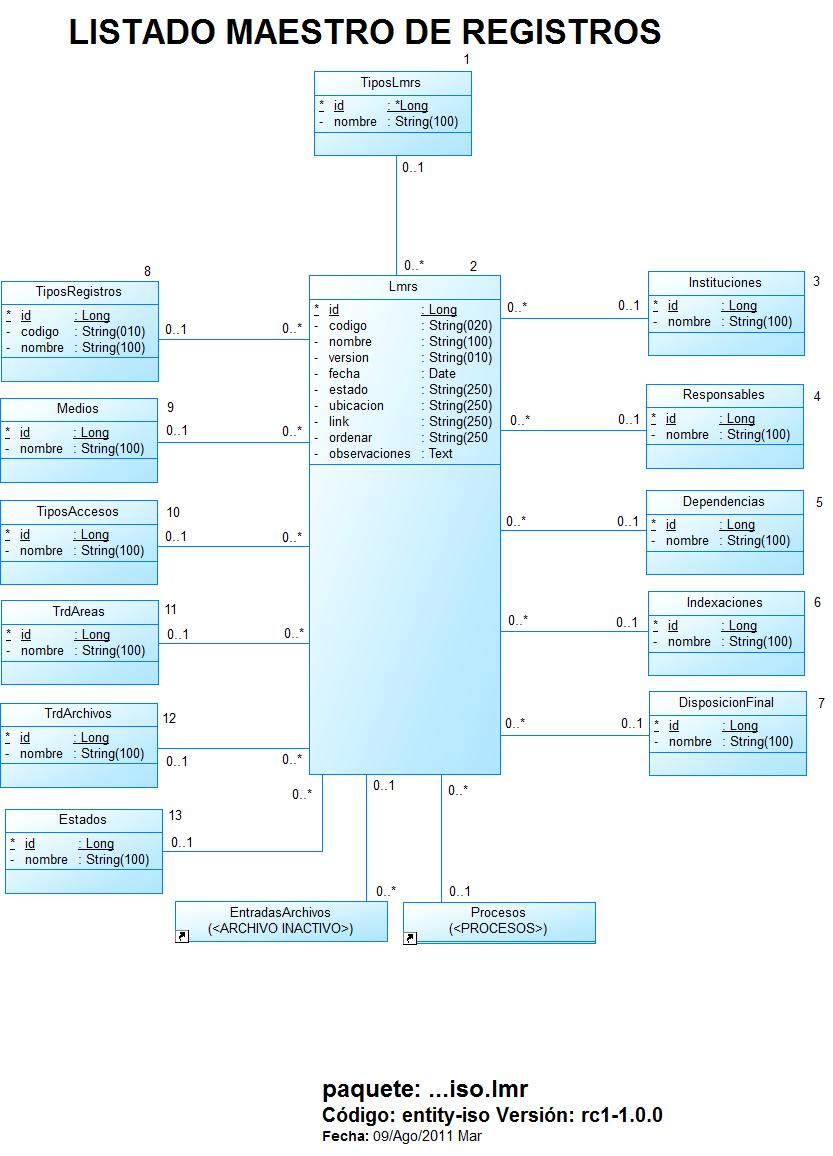 LISTADO MAESTRO DE REGISTROS
1
TiposLmrs
* id : *Long
- nombre : String(100)
0..1
0..*
2
Lmrs
* id : Long
- codigo : String(020)
- nombre : String(100)
- version : String(010)
- fecha : Date
- estado : String(250)
- ubicacion : String(250)
- link : String(250)
- ordenar : String(250
- observaciones : Text
8
TiposRegistros
* id : Long
- codigo : String(010)
- nombre : String(100)
0..1
0..*
Medios
9
* id : Long
- nombre : String(100)
0..1
0..*
TiposAccesos
10
* id : Long
- nombre : String(100)
0..1
0..*
TrdAreas
11
* id : Long
- nombre : String(100)
0..1
0..*
TrdArchivos
12
* id : Long
- nombre : String(100)
0..1
0..*
Estados
13
* id : Long
- nombre : String(100)
0..1
0..*
Instituciones
3
* id : Long
- nombre : String(100)
0..*
0..1
Responsables
4
* id : Long
- nombre : String(100)
0..*
0..1
Dependencias
5
* id : Long
- nombre : String(100)
0..*
0..1
Indexaciones
6
* id : Long
- nombre : String(100)
0..*
0..1
DisposicionFinal
7
* id : Long
- nombre : String(100)
0..*
0..1
0..1
0..*
EntradasArchivos
(<ARCHIVO INACTIVO>)
0..*
0..1
Procesos
(<PROCESOS>)
paquete: ...iso.lmr
Código: entity-iso Versión: rc1-1.0.0
Fecha: 09/Ago/2011 Mar